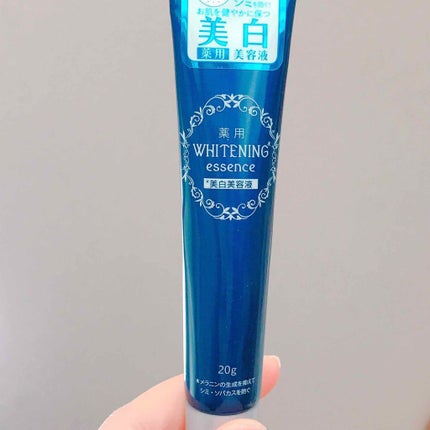 お肌を健やかに保つ
美白
薬用 美容液
薬用
WHITENING
essence
*美白美容液
20g
*メラニンの生成を抑えて
シミ・ソバカスを防ぐ